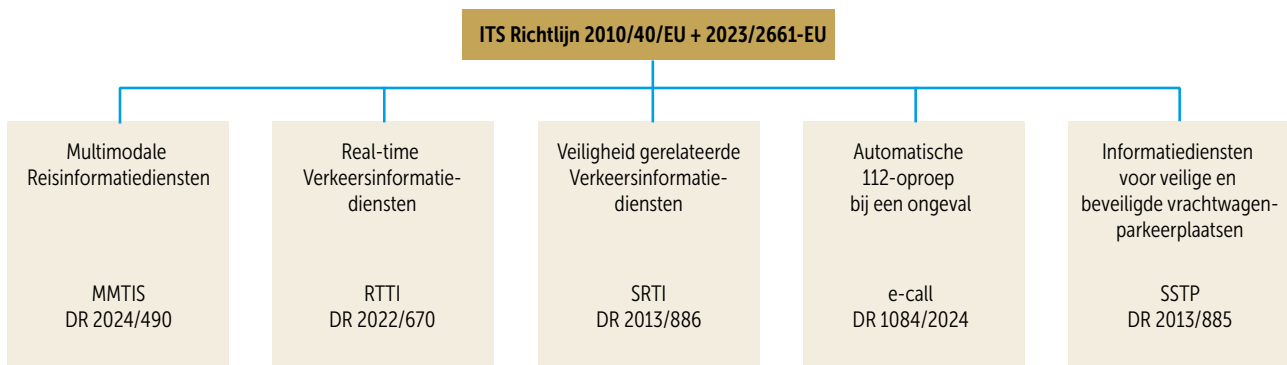 ITS Richtlijn 2010/40/EU + 2023/2661-EU
Multimodale
Reisinformatiediensten
MMTIS
DR 2024/490
Real-time
Verkeersinformatie-
diensten
RTTI
DR 2022/670
Veiligheid gerelateerde
Verkeersinformatie-
diensten
SRTI
DR 2013/886
Automatische
112-oproep
bij een ongeval
e-call
DR 1084/2024
Informatiediensten
voor veilige en
beveiligde vrachtwagen-
parkeerplaatsen
SSTP
DR 2013/885